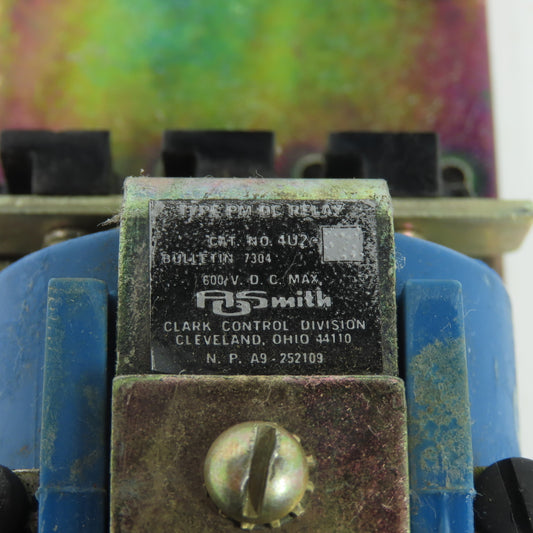 TYPE PM DC RELAY
CAT. NO. 4U2-
BULLETIN 7304
600 V. D. C. MAX.
AOSmith
CLARK CONTROL DIVISION
CLEVELAND, OHIO 44110
N. P. A9-252109